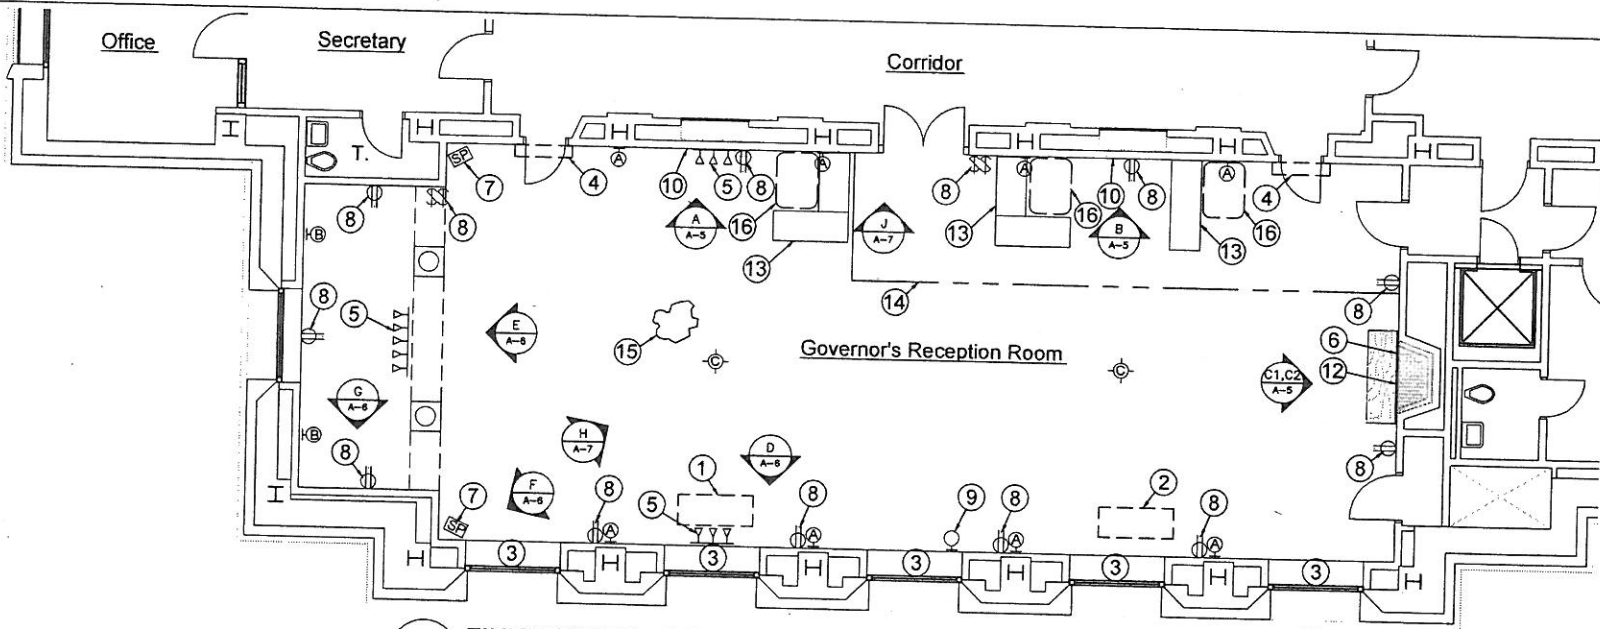 Office
Secretary
Corridor
T.
SP
7
4
A
10
5
8
A
16
13
A
A-5
J
A-7
8
A
16
10
8
A
4
16
13
13
B
A-5
8
8
B
8
5
E
A-6
15
C
14
Governor's Reception Room
C
8
C1,C2
A-5
6
12
G
A-6
B
8
H
A-7
D
A-6
F
A-6
7
SP
8
A
1
5
8
A
9
8
A
2
8
A
8
3
3
3
3
3